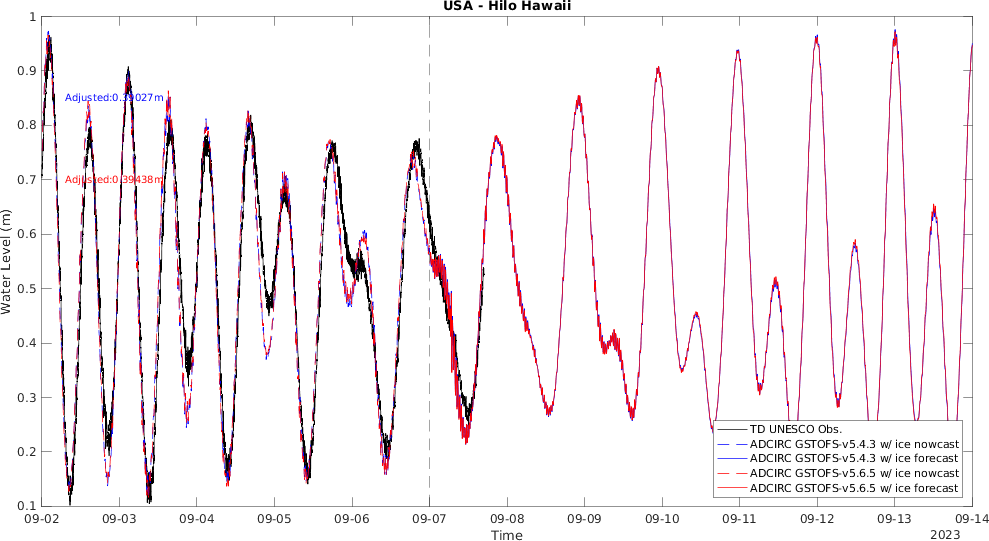 USA - Hilo Hawaii
1
0.9
0.8
0.7
0.6
0.5
0.4
0.3
0.2
0.1
Water Level (m)
Adjusted:0.39027m
Adjusted:0.39438m
TD UNESCO Obs.
ADCIRC GSTOFS-v5.4.3 w/ ice nowcast
ADCIRC GSTOFS-v5.4.3 w/ ice forecast
ADCIRC GSTOFS-v5.6.5 w/ ice nowcast
ADCIRC GSTOFS-v5.6.5 w/ ice forecast
09-02 09-03 09-04 09-05 09-06 09-07 09-08 09-09 09-10 09-11 09-12 09-13 09-14
Time
2023